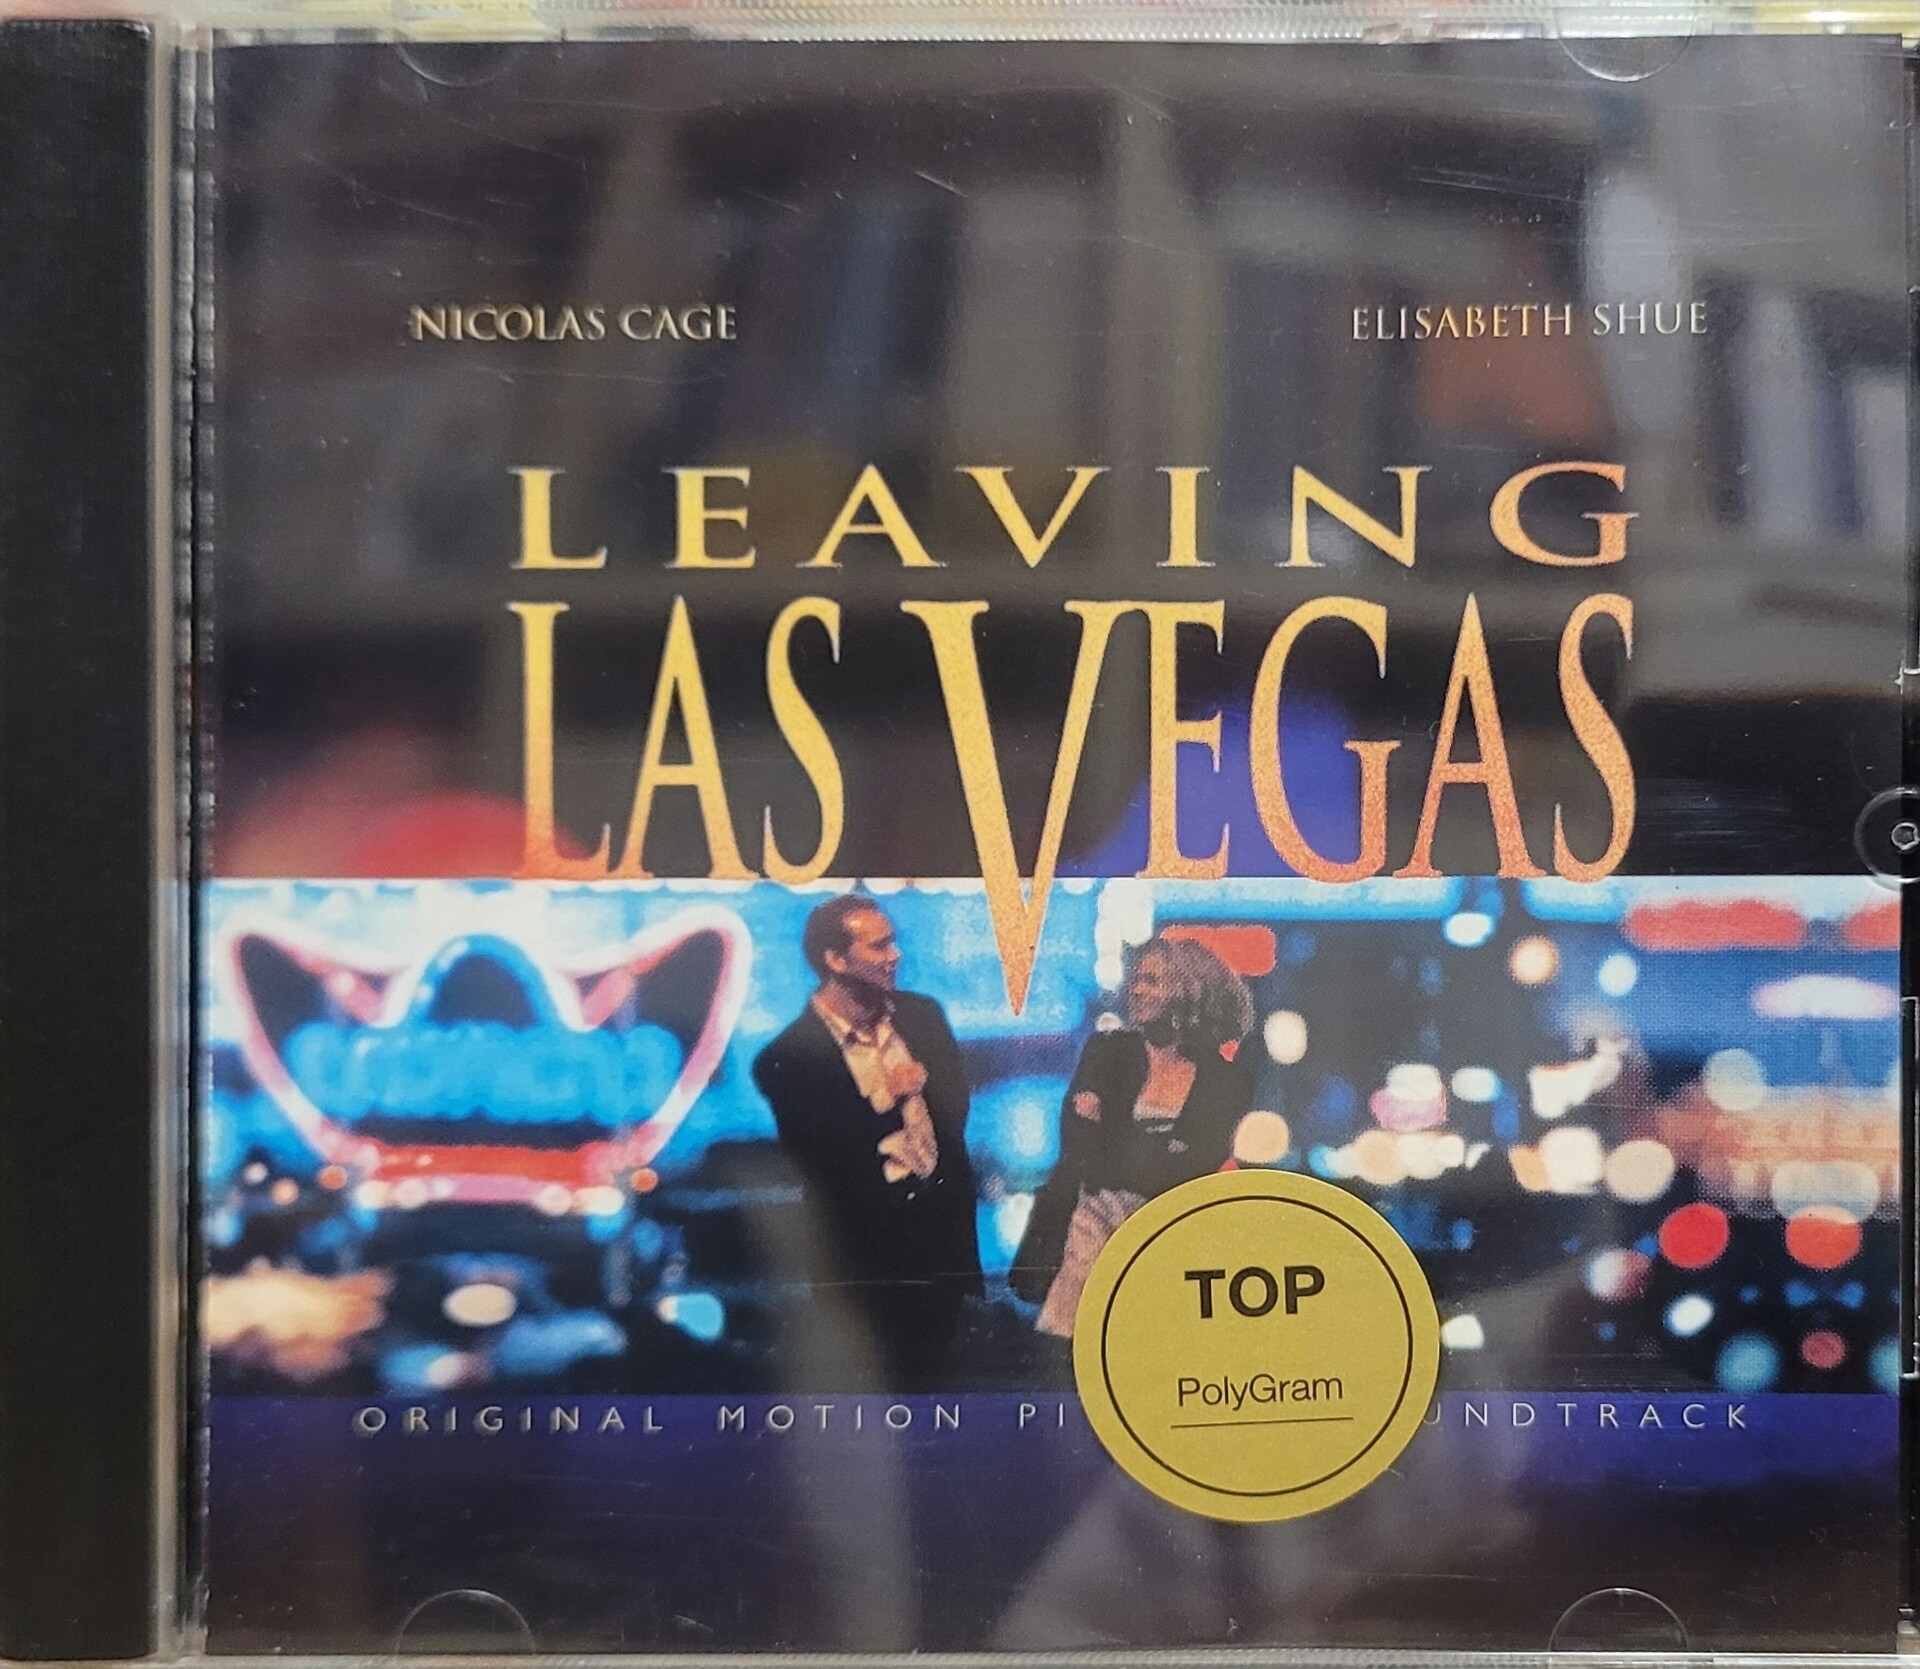 NICOLAS CAGE ELISABETH SHUE
LEAVING
LAS VEGAS
TOP
PolyGram
ORIGINAL MOTION PI UNDTRACK